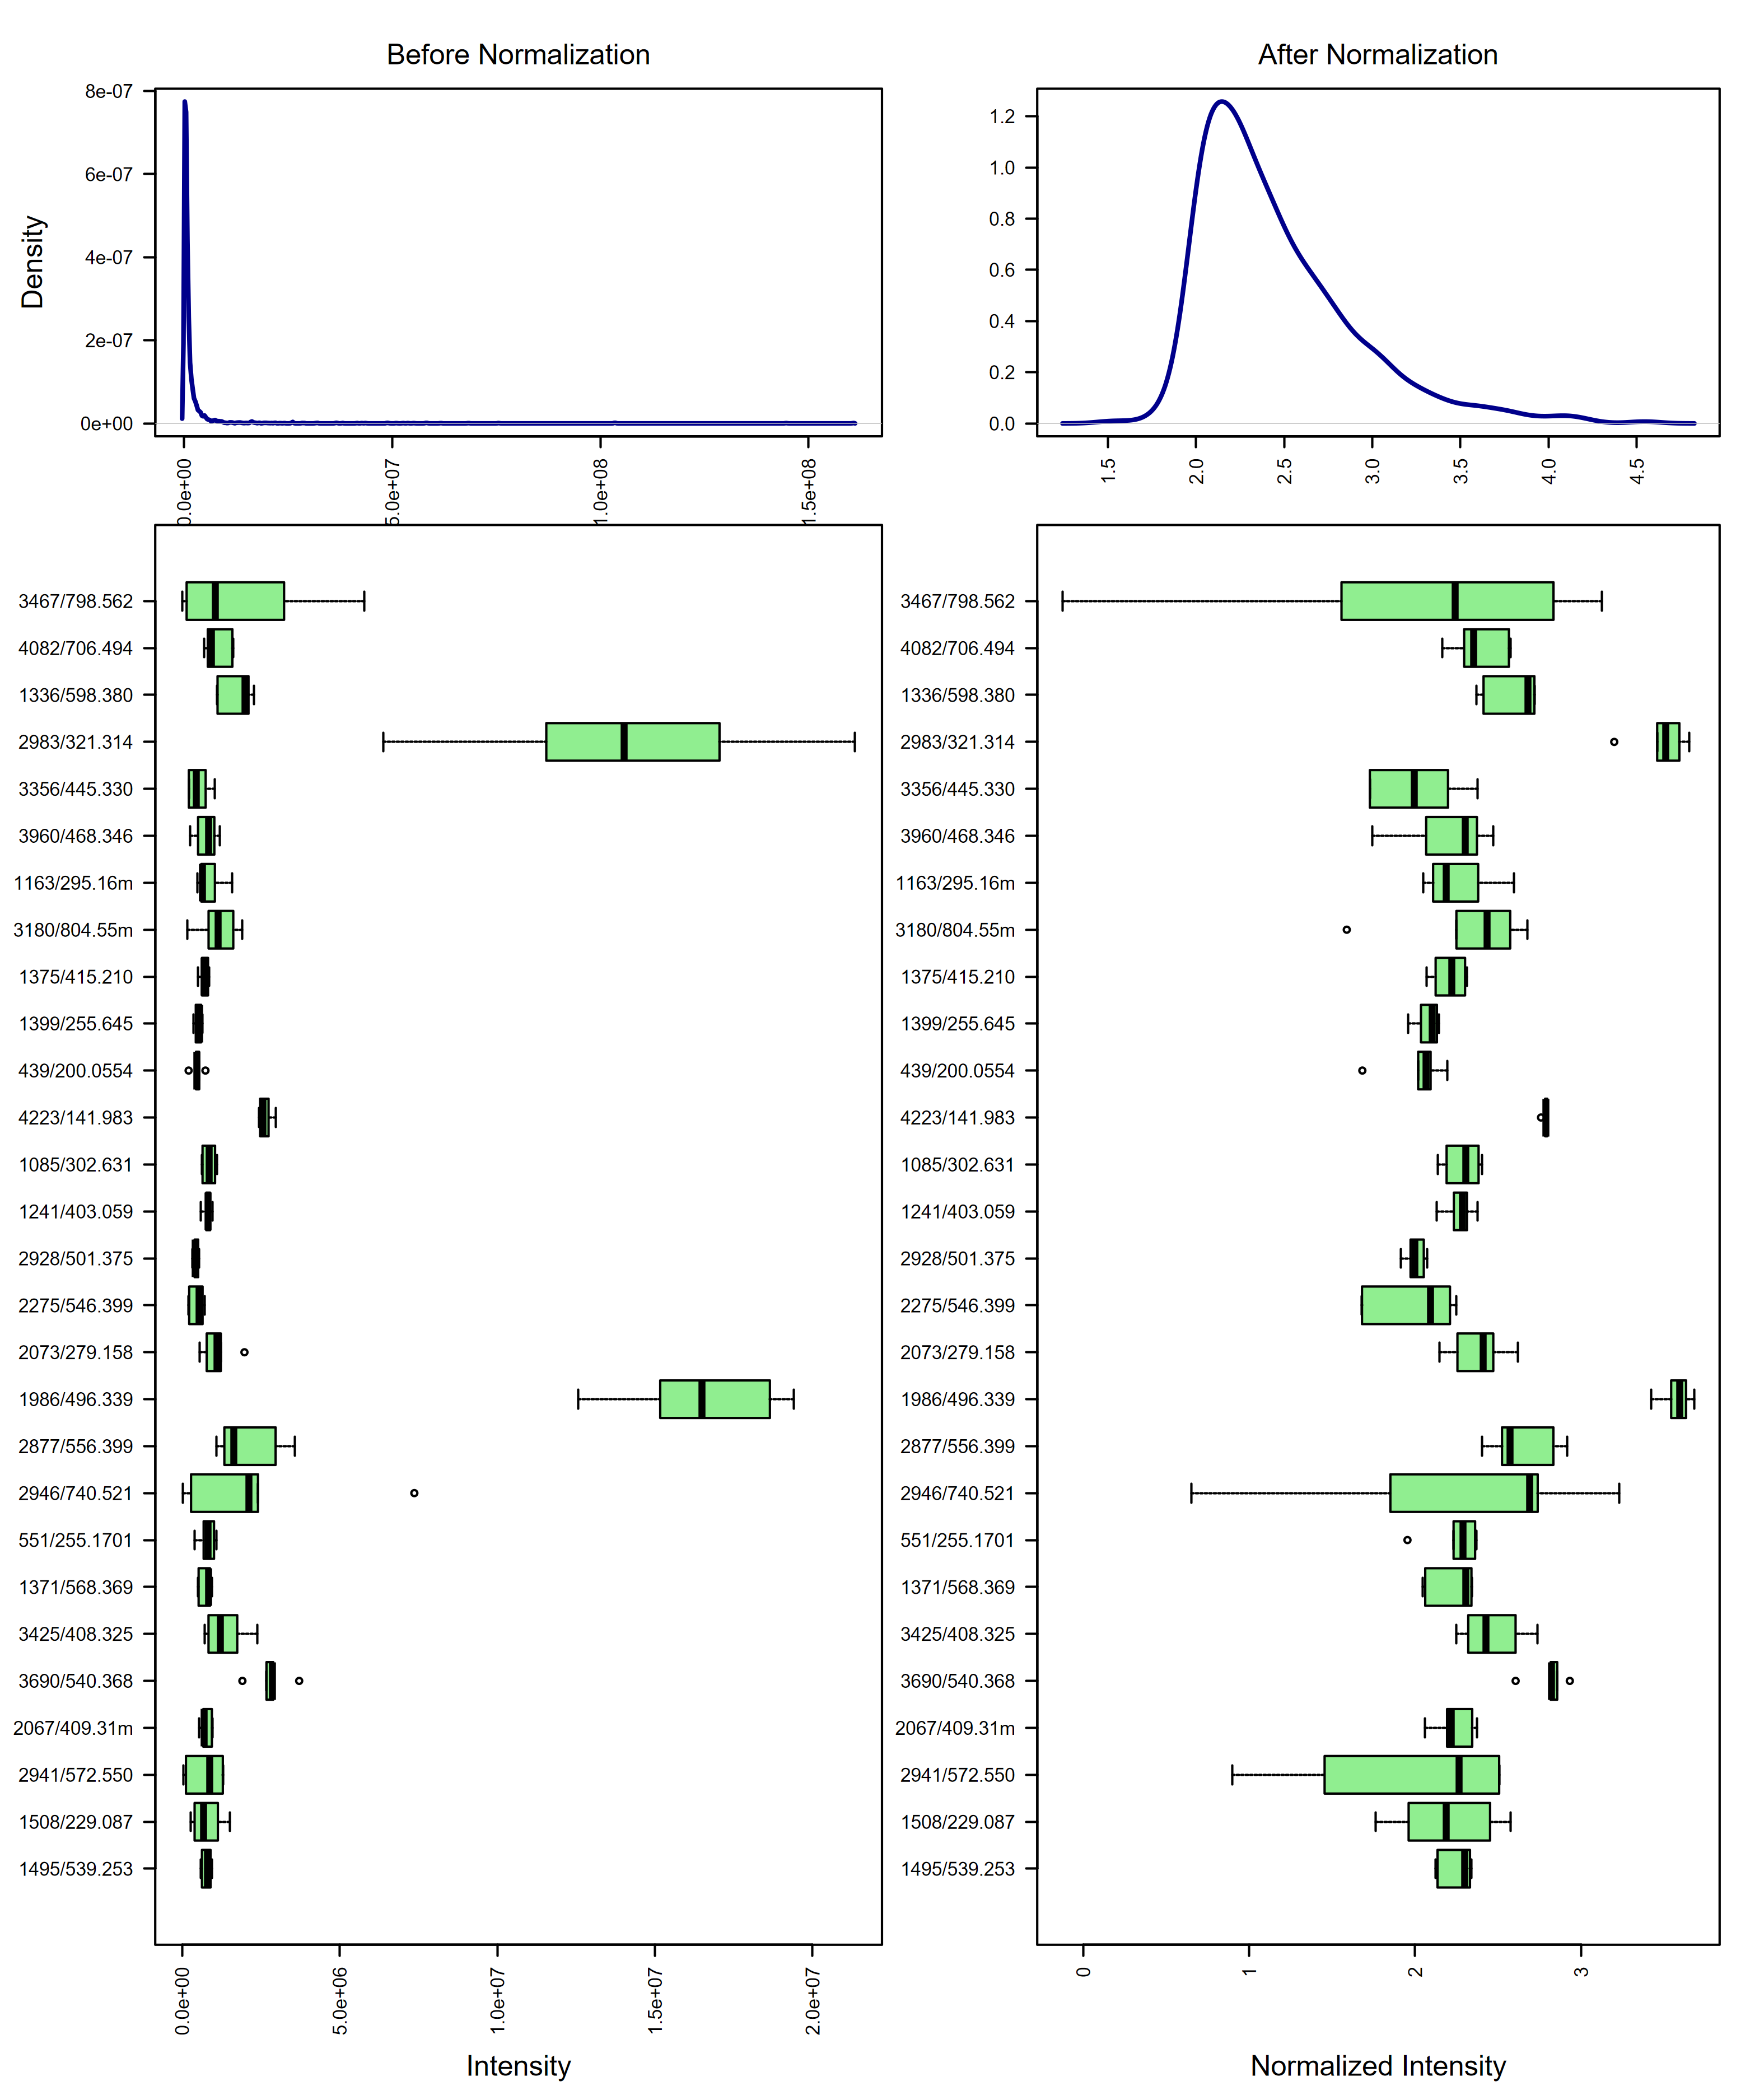 Before Normalization
After Normalization
Density
8e-07
6e-07
4e-07
2e-07
0e+00
0.0e+00
5.0e+07
1.0e+08
1.5e+08
1.2
1.0
0.8
0.6
0.4
0.2
0.0
1.5
2.0
2.5
3.0
3.5
4.0
4.5
3467/798.562
4082/706.494
1336/598.380
2983/321.314
3356/445.330
3960/468.346
1163/295.16m
3180/804.55m
1375/415.210
1399/255.645
439/200.0554
4223/141.983
1085/302.631
1241/403.059
2928/501.375
2275/546.399
2073/279.158
1986/496.339
2877/556.399
2946/740.521
551/255.1701
1371/568.369
3425/408.325
3690/540.368
2067/409.31m
2941/572.550
1508/229.087
1495/539.253
0.0e+00
5.0e+06
1.0e+07
1.5e+07
2.0e+07
Intensity
3467/798.562
4082/706.494
1336/598.380
2983/321.314
3356/445.330
3960/468.346
1163/295.16m
3180/804.55m
1375/415.210
1399/255.645
439/200.0554
4223/141.983
1085/302.631
1241/403.059
2928/501.375
2275/546.399
2073/279.158
1986/496.339
2877/556.399
2946/740.521
551/255.1701
1371/568.369
3425/408.325
3690/540.368
2067/409.31m
2941/572.550
1508/229.087
1495/539.253
0
1
2
3
Normalized Intensity